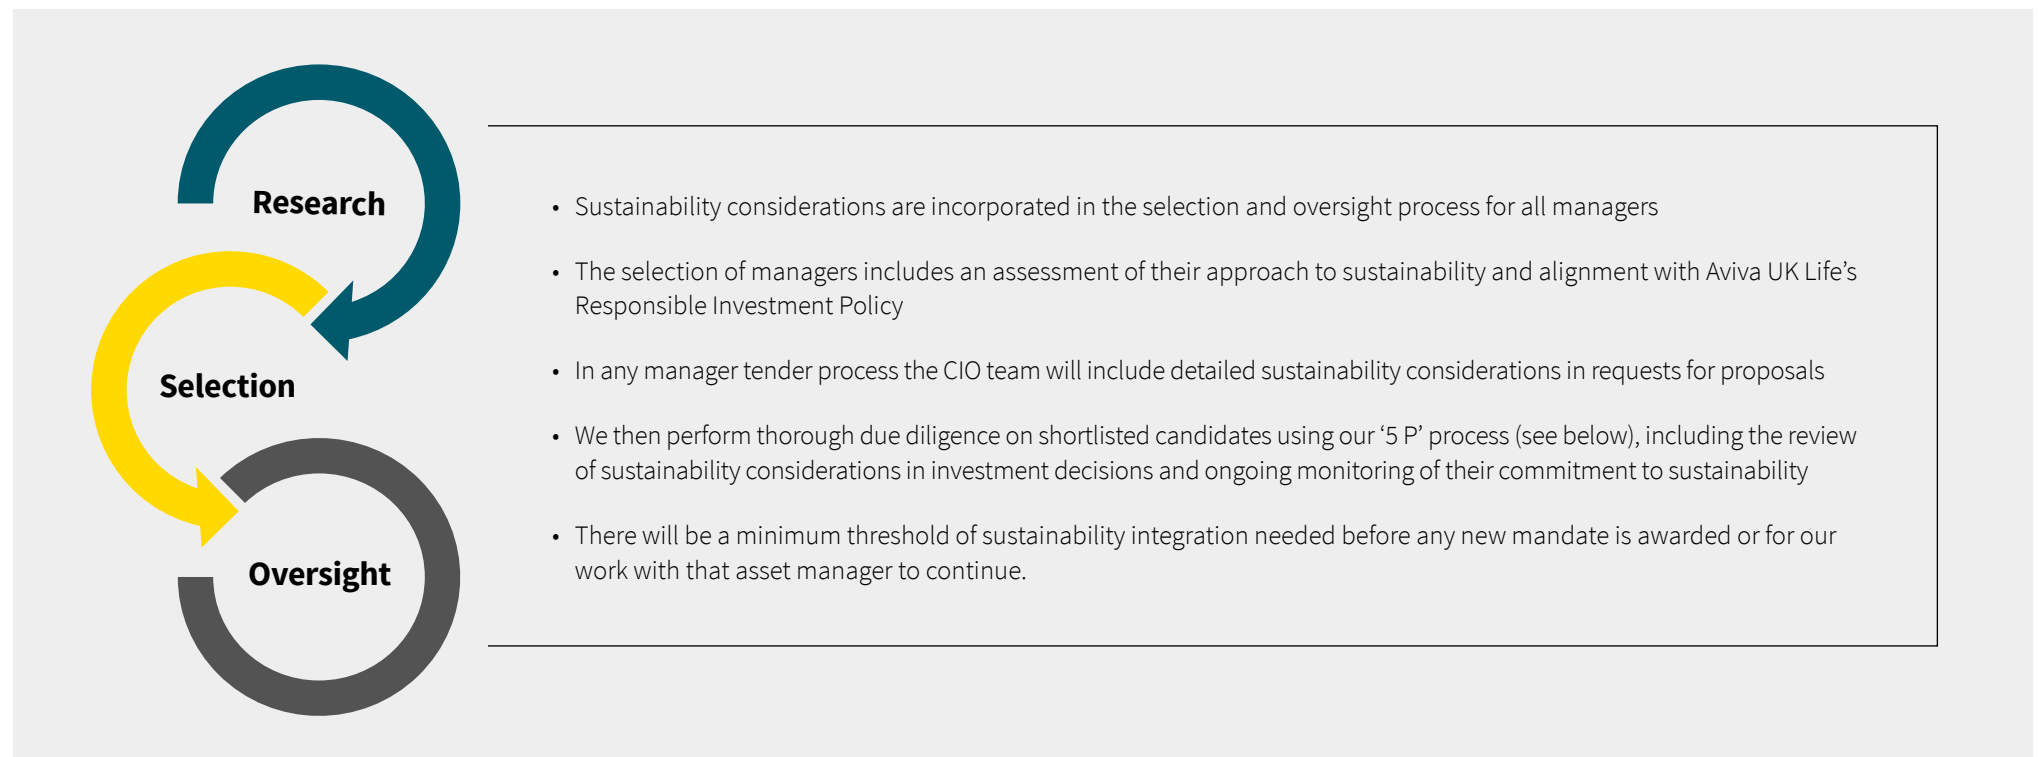 Research
Selection
Oversight
• Sustainability considerations are incorporated in the selection and oversight process for all managers
• The selection of managers includes an assessment of their approach to sustainability and alignment with Aviva UK Life’s
Responsible Investment Policy
• In any manager tender process the CIO team will include detailed sustainability considerations in requests for proposals
• We then perform thorough due diligence on shortlisted candidates using our ‘5 P’ process (see below), including the review
of sustainability considerations in investment decisions and ongoing monitoring of their commitment to sustainability
• There will be a minimum threshold of sustainability integration needed before any new mandate is awarded or for our
work with that asset manager to continue.